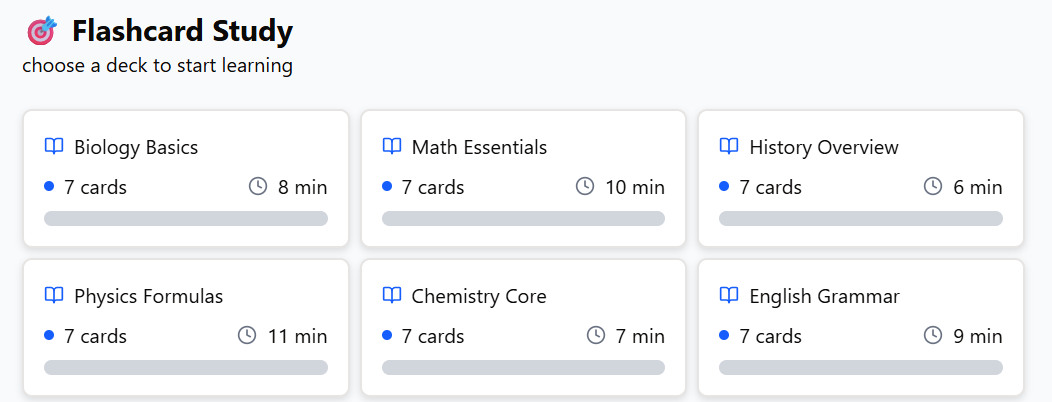 Flashcard Study
choose a deck to start learning
Biology Basics
7 cards 8 min
Math Essentials
7 cards 10 min
History Overview
7 cards 6 min
Physics Formulas
7 cards 11 min
Chemistry Core
7 cards 7 min
English Grammar
7 cards 9 min